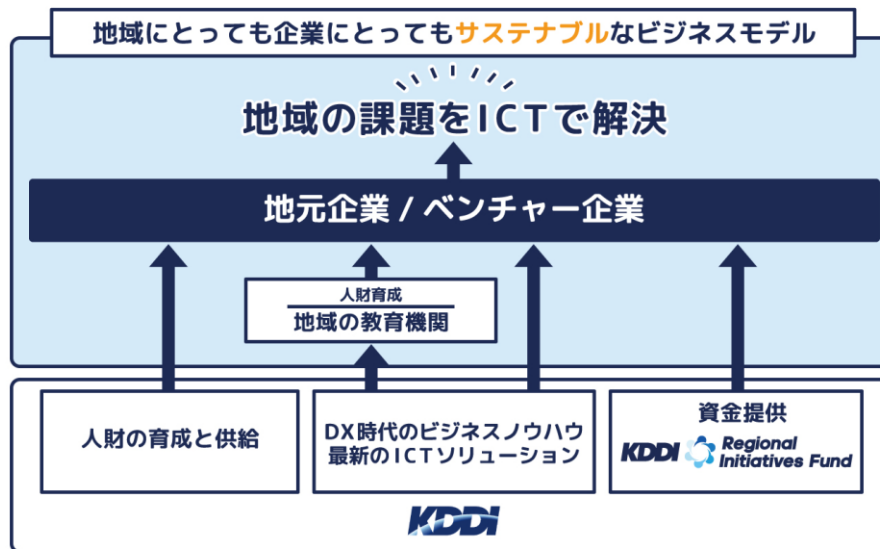 地域にとっても企業にとってもサステナブルなビジネスモデル
地域の課題をICTで解決
地元企業 / ベンチャー企業
人財育成
地域の教育機関
人財の育成と供給
DX時代のビジネスノウハウ
最新のICTソリューション
資金提供
KDDI Regional
Initiatives Fund
KDDI